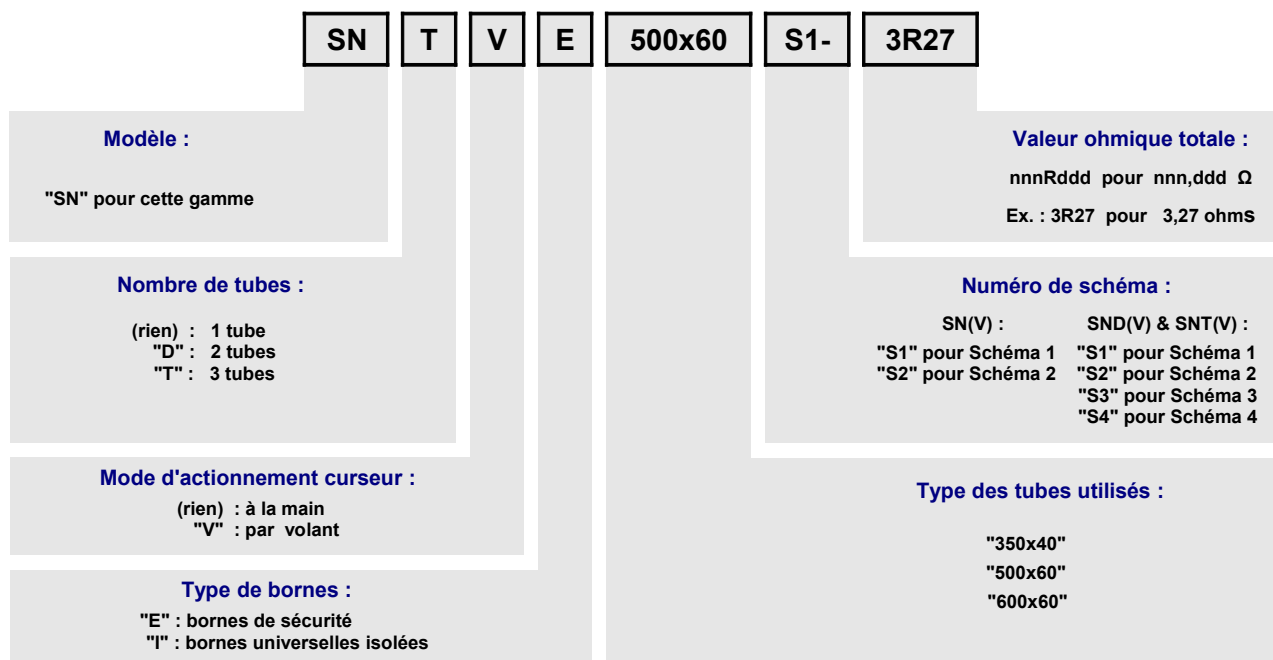 SN T V E 500x60 S1- 3R27
Modèle :
"SN" pour cette gamme
Valeur ohmique totale :
nnnRddd pour nnn,ddd Ω
Ex. : 3R27 pour 3,27 ohms
Nombre de tubes :
(rien) : 1 tube
"D" : 2 tubes
"T" : 3 tubes
Numéro de schéma :
SN(V) : SND(V) & SNT(V) :
"S1" pour Schéma 1 "S1" pour Schéma 1
"S2" pour Schéma 2 "S2" pour Schéma 2
"S3" pour Schéma 3
"S4" pour Schéma 4
Mode d'actionnement curseur :
(rien) : à la main
"V" : par volant
Type des tubes utilisés :
"350x40"
"500x60"
"600x60"
Type de bornes :
"E" : bornes de sécurité
"I" : bornes universelles isolées